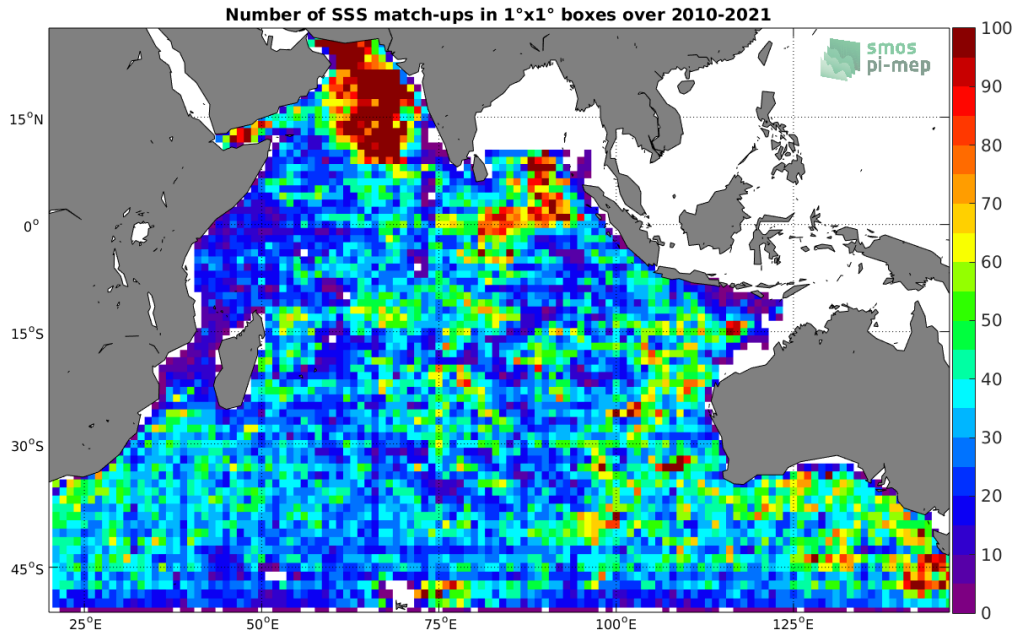 Number of SSS match-ups in 1°x1° boxes over 2010-2021
smos
pi-mep
100
90
80
70
60
50
40
30
20
10
0
15°N
0°
15°S
30°S
45°S
25°E
50°E
75°E
100°E
125°E